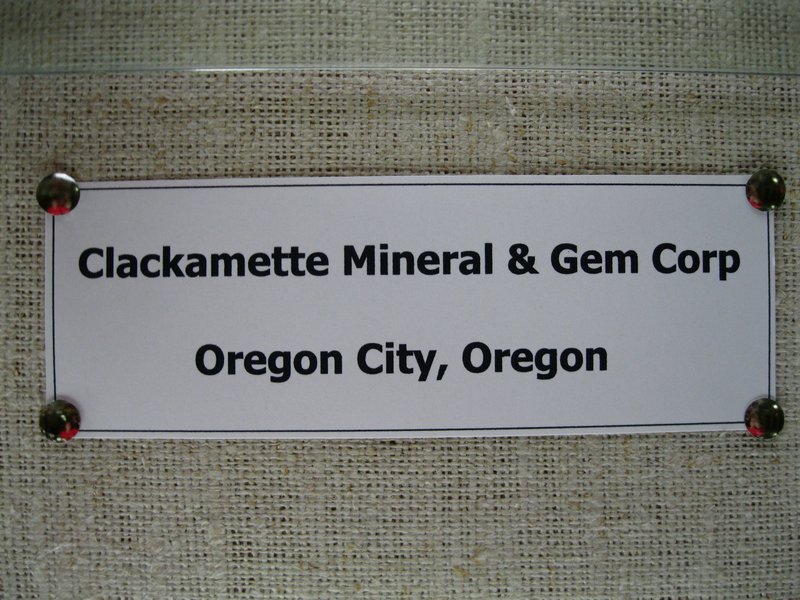 Clackamette Mineral & Gem Corp
Oregon City, Oregon